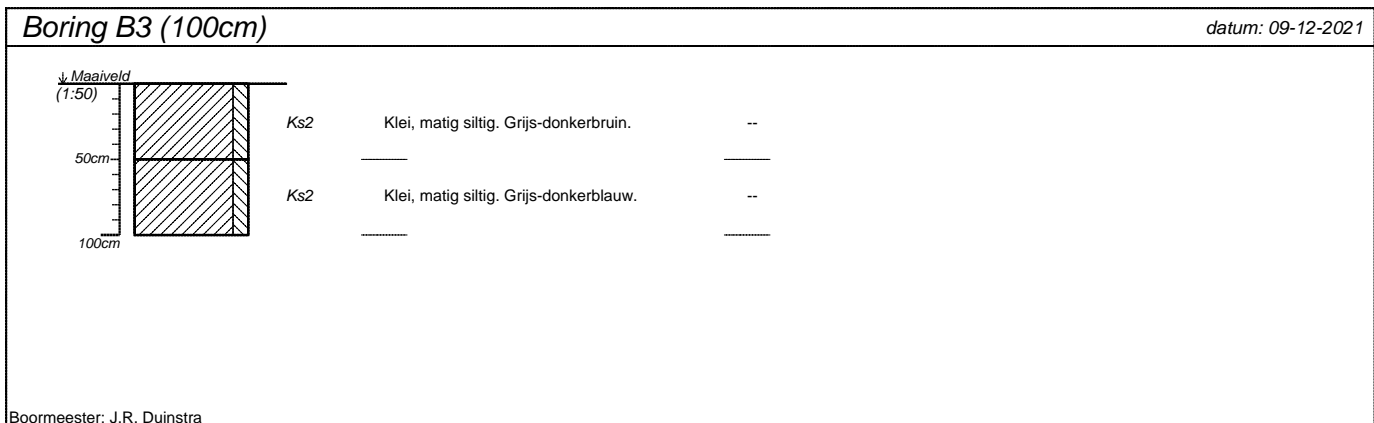 Boring B3 (100cm)
datum: 09-12-2021
Maaiveld
(1:50)
Ks2 Klei, matig siltig. Grijs-donkerbruin. --
50cm
Ks2 Klei, matig siltig. Grijs-donkerblauw. --
100cm
Boormeester: J.R. Duinstra